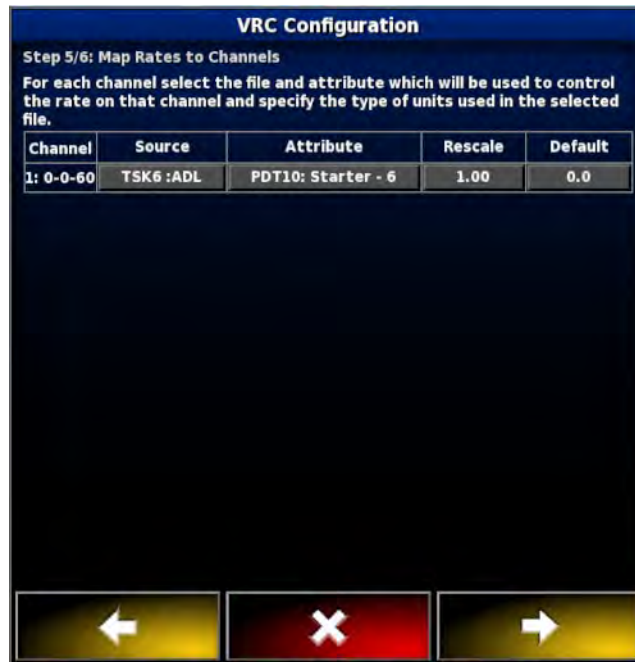 VRC Configuration
Step 5/6: Map Rates to Channels
For each channel select the file and attribute which will be used to control
the rate on that channel and specify the type of units used in the selected
file.
Channel Source Attribute Rescale Default
1: 0-0-60 TSK6 :ADL PDT10: Starter - 6 1.00 0.0